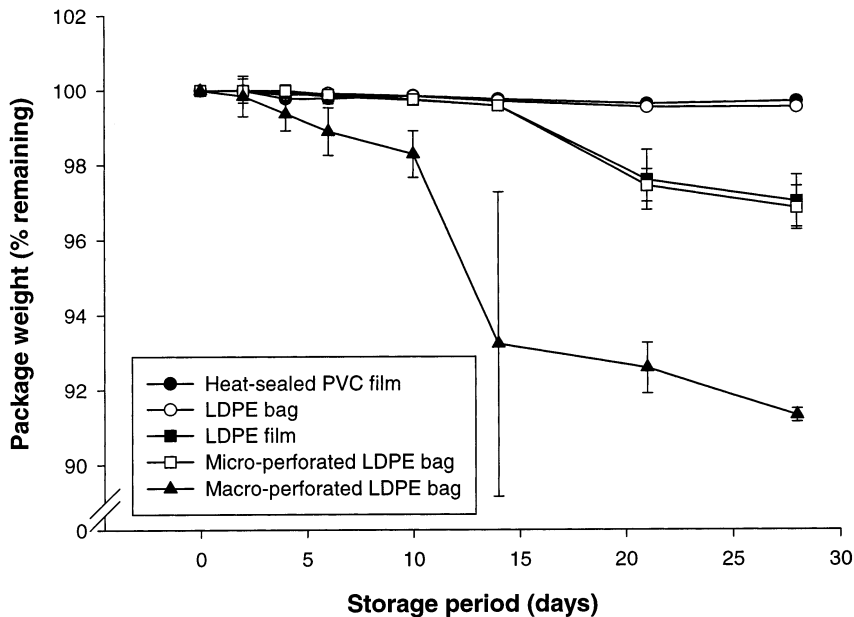 102
100
98
96
94
92
90
0
Package weight (% remaining)
Heat-sealed PVC film
LDPE bag
LDPE film
Micro-perforated LDPE bag
Macro-perforated LDPE bag
0 5 10 15 20 25 30
Storage period (days)